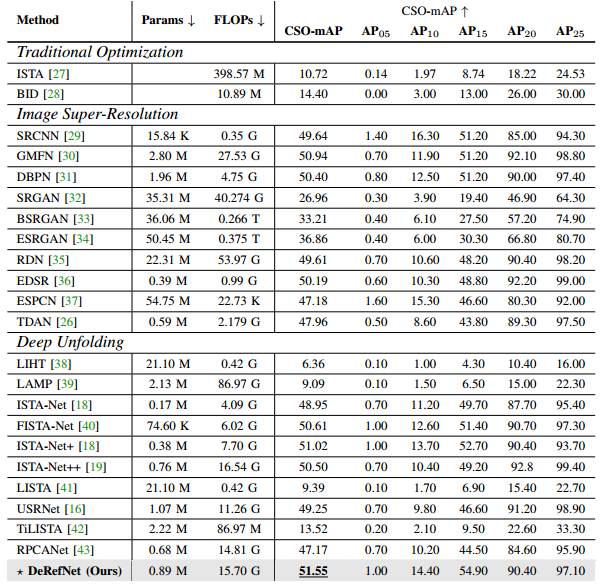 CSO-mAP ↑
Method Params ↓ FLOPs ↓ CSO-mAP AP05 AP10 AP15 AP20 AP25
Traditional Optimization
ISTA [27] 398.57 M 10.72 0.14 1.97 8.74 18.22 24.53
BID [28] 10.89 M 14.40 0.00 3.00 13.00 26.00 30.00
Image Super-Resolution
SRCNN [29] 15.84 K 0.35 G 49.64 1.40 16.30 51.20 85.00 94.30
GMFN [30] 2.80 M 27.53 G 50.94 0.70 11.90 51.20 92.10 98.80
DBPN [31] 1.96 M 4.75 G 50.40 0.80 12.50 51.20 90.00 97.40
SRGAN [32] 35.31 M 40.274 G 26.96 0.30 3.90 19.40 46.90 64.30
BSRGAN [33] 36.06 M 0.266 T 33.21 0.40 6.10 27.50 57.20 74.90
ESRGAN [34] 50.45 M 0.375 T 36.86 0.40 6.00 30.30 66.80 80.70
RDN [35] 22.31 M 53.97 G 49.61 0.70 10.60 48.20 90.40 98.20
EDSR [36] 0.39 M 0.99 G 50.19 0.60 10.30 48.80 92.20 99.00
ESPCN [37] 54.75 M 22.73 K 47.18 1.60 15.30 46.60 80.30 92.00
TDAN [26] 0.59 M 2.179 G 47.96 0.50 8.60 43.80 89.30 97.50
Deep Unfolding
LIHT [38] 21.10 M 0.42 G 6.36 0.10 1.00 4.30 10.40 16.00
LAMP [39] 2.13 M 86.97 G 9.09 0.10 1.50 6.50 15.00 22.30
ISTA-Net [18] 0.17 M 4.09 G 48.95 0.70 11.20 49.70 87.70 95.40
FISTA-Net [40] 74.60 K 6.02 G 50.61 1.00 12.60 51.40 90.70 97.30
ISTA-Net+ [18] 0.38 M 7.70 G 51.02 1.00 13.70 52.70 90.40 93.70
ISTA-Net++ [19] 0.76 M 16.54 G 50.50 0.70 10.40 49.20 92.8 99.40
LISTA [41] 21.10 M 0.42 G 9.39 0.10 1.70 6.90 15.40 22.70
USRNet [16] 1.07 M 11.26 G 49.25 0.70 9.80 46.60 91.20 98.90
TiLISTA [42] 2.22 M 86.97 M 13.52 0.20 2.10 9.50 22.60 33.30
RPCANet [43] 0.68 M 14.81 G 47.17 0.70 10.20 44.50 84.60 95.90
⋆ DeRefNet (Ours) 0.89 M 15.70 G 51.55 1.00 14.40 54.90 90.40 97.10